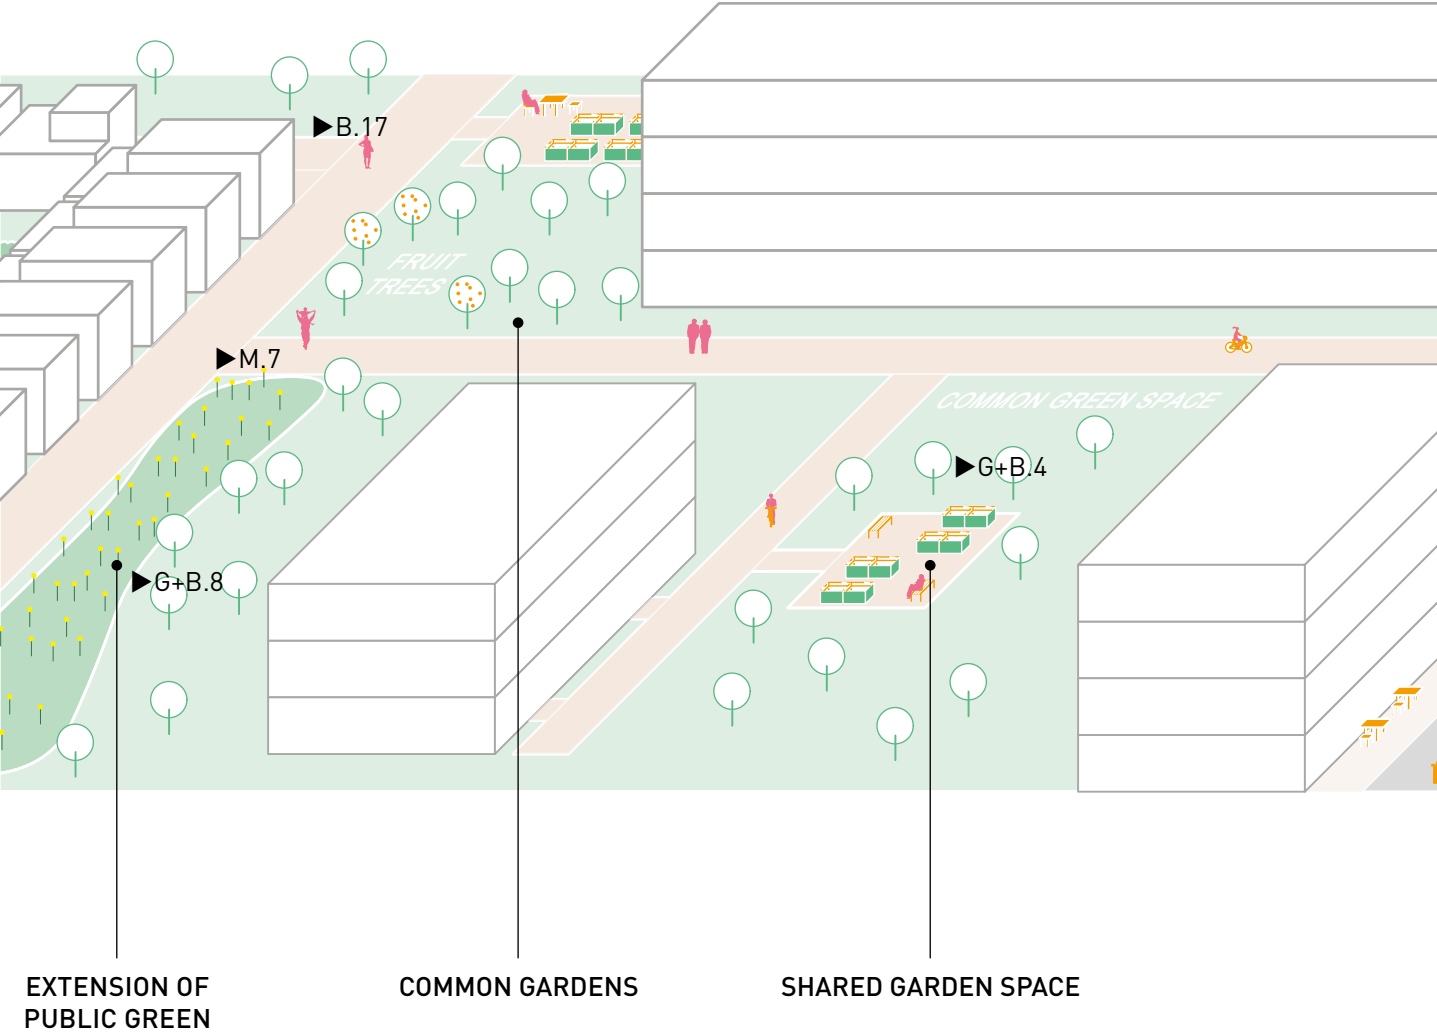 ▶B.17
FRUIT
TREES
▶M.7
COMMON GREEN SPACE
▶G+B.4
▶G+B.8
EXTENSION OF
PUBLIC GREEN
COMMON GARDENS
SHARED GARDEN SPACE